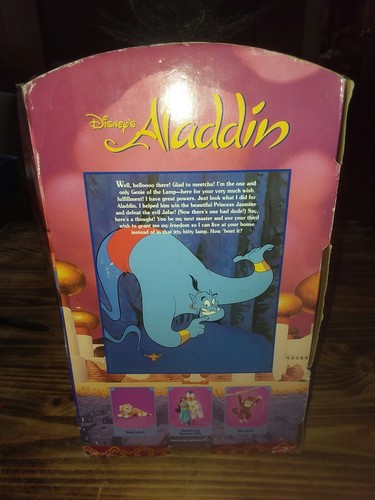 Disney's
Aladdin
Well, helloooo there! Glad to meetcha! I'm the one and
only Genie of the Lamp—here for your very much wish
fulfillment! I have great powers. Just look what I did for
Aladdin. I helped him win the beautiful Princess Jasmine
and defeat the evil Jafar! (Now there's one bad dude!) Say,
here's a thought! You be my next master and use your third
wish to grant me my freedom so I can live at your house
instead of in that itty bitty lamp. How 'bout it?